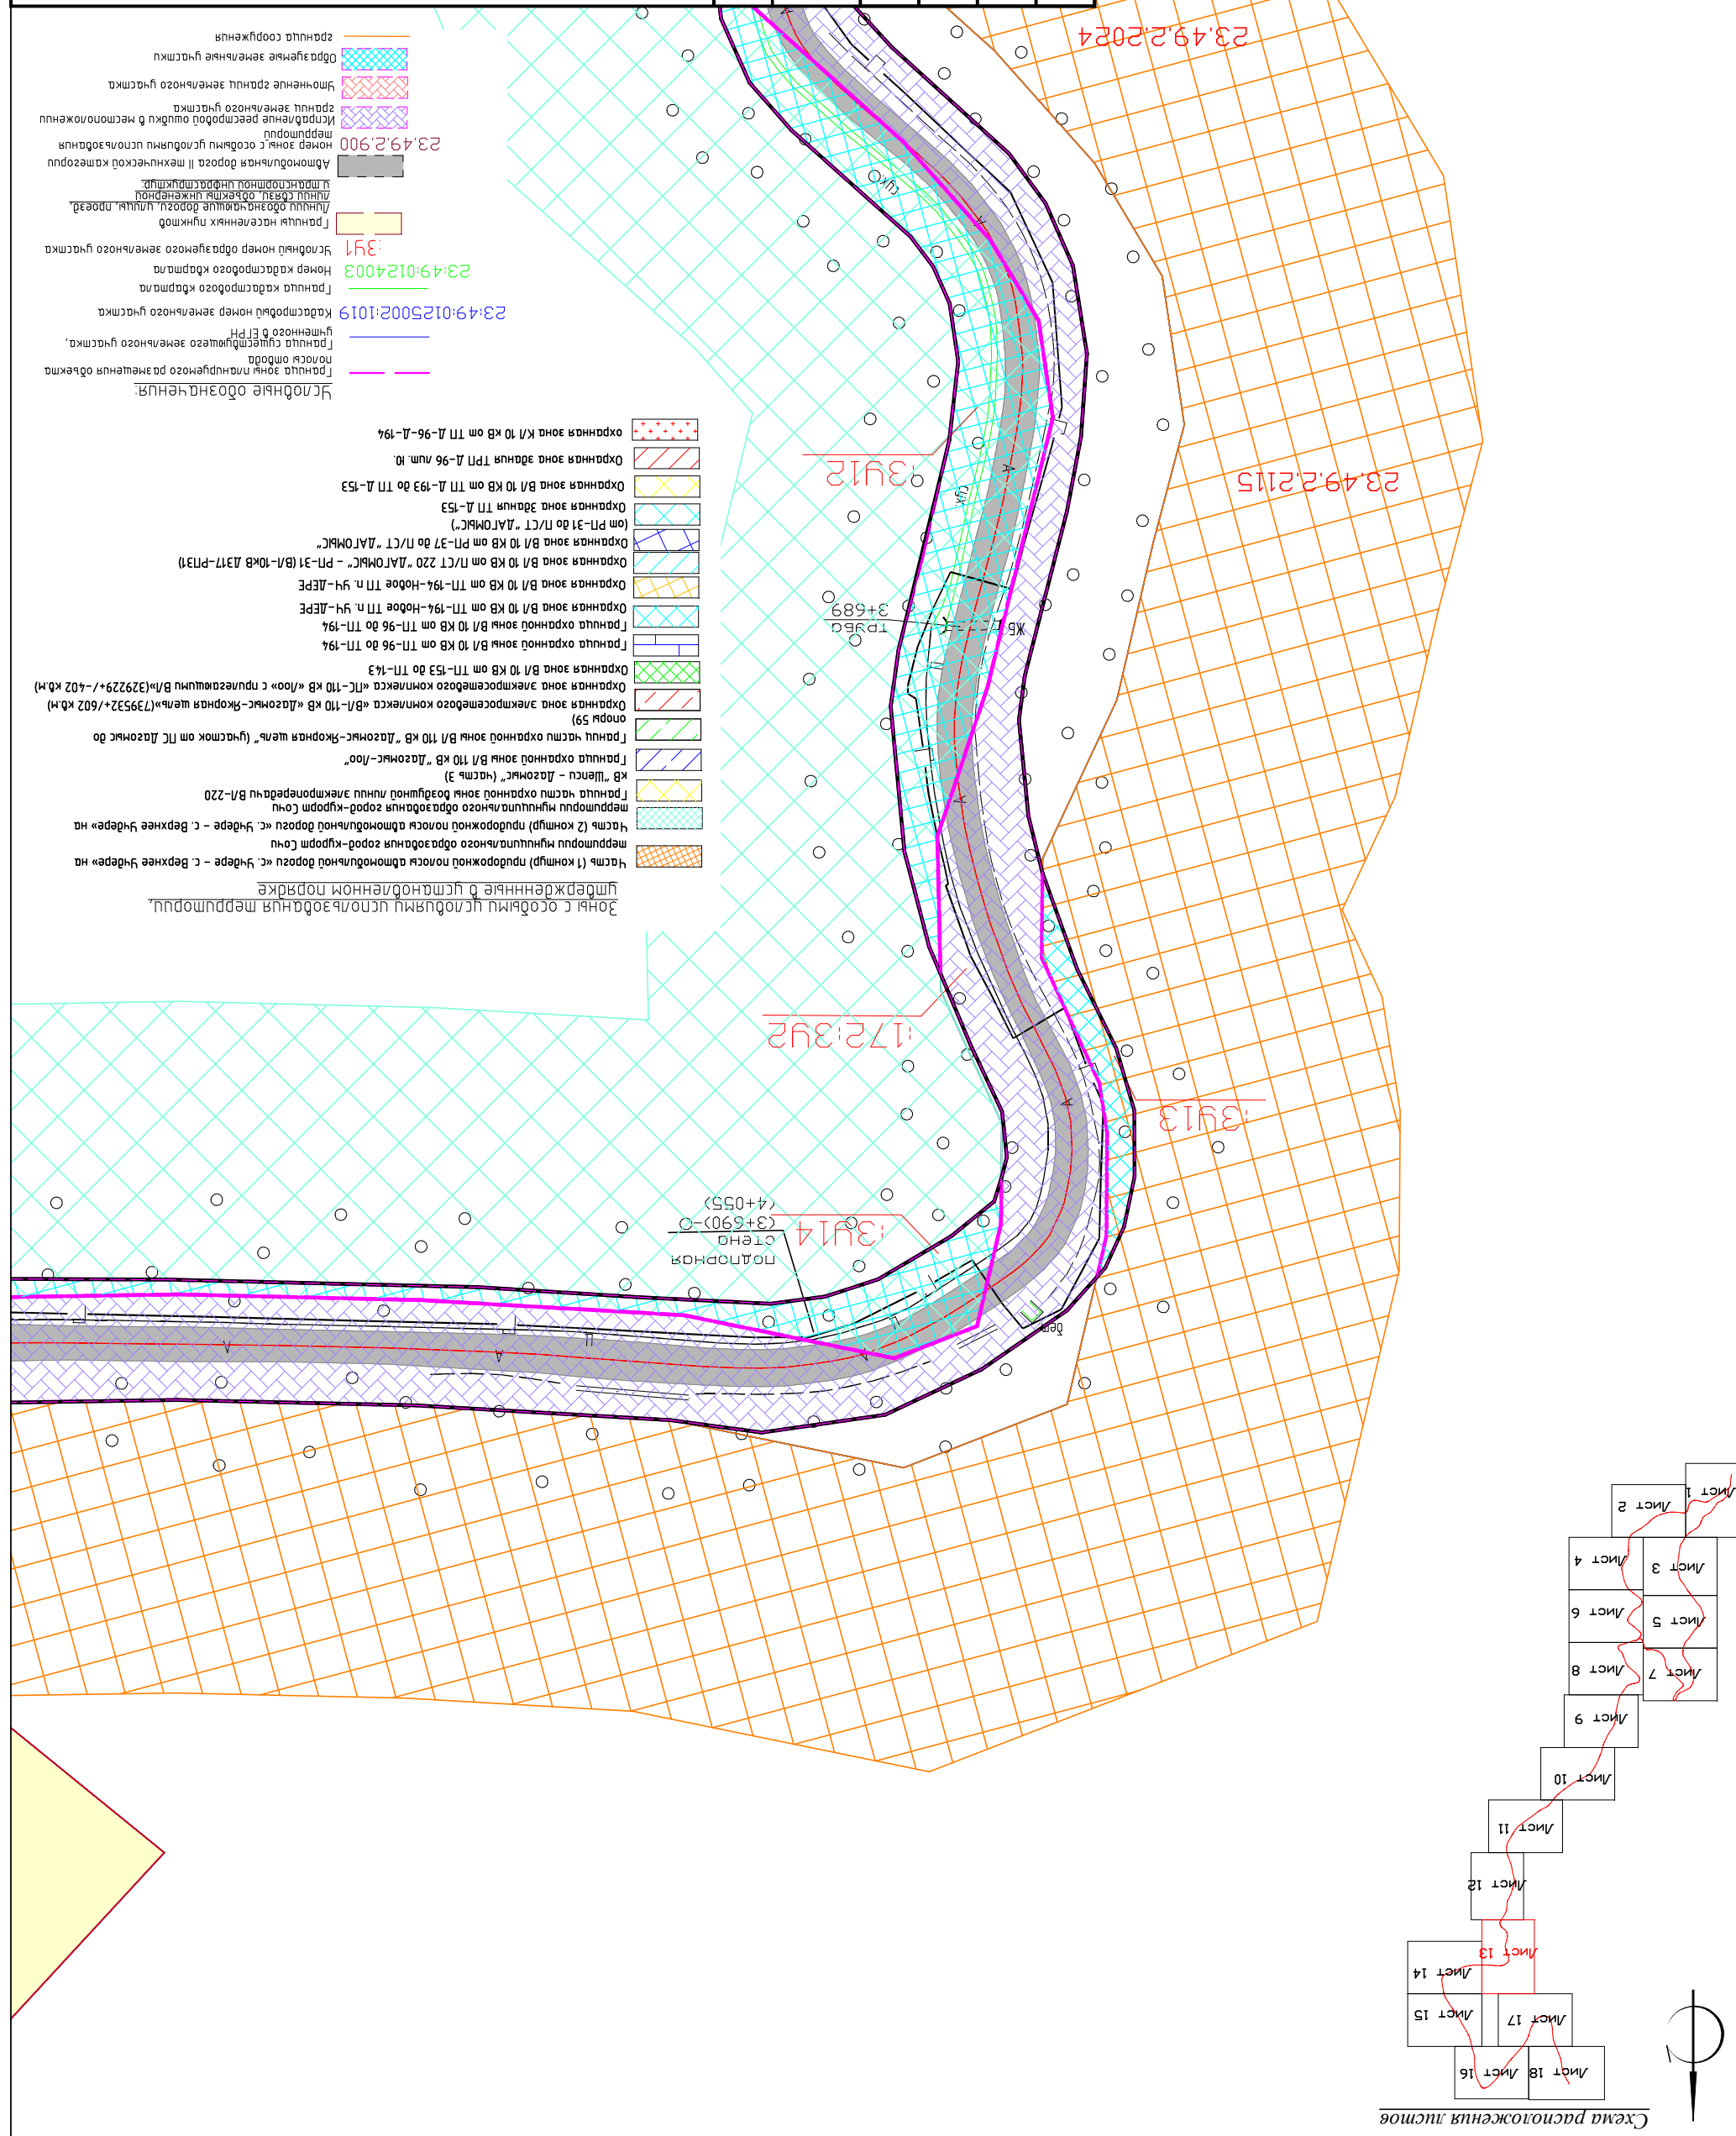 Схема расположения листов
Лист 18
Лист 16
Лист 17
Лист 15
Лист 14
Лист 13
Лист 12
Лист 11
Лист 10
Лист 9
Лист 7
Лист 8
Лист 5
Лист 6
Лист 3
Лист 4
Лист 1
Лист 2
бет.
подпорная
стена
(3+690)-О
(4+055)
:ЗУ14
:ЗУ13
:172:ЗУ2
ЖБ
труба
3+689
:ЗУ12
сух.
сух.
23.49.2.2115
23.49.2.2024
Зоны с особыми условиями использования территории,
утвержденные в установленном порядке
Часть (1 контур) придорожной полосы автомобильной дороги «с. Учдере - с. Верхнее Учдере» на
территории муниципального образования город-курорт Сочи
Часть (2 контур) придорожной полосы автомобильной дороги «с. Учдере - с. Верхнее Учдере» на
территории муниципального образования город-курорт Сочи
Границ части охранной зоны воздушной линии электропередачи ВЛ-220
кВ "Шепси - Дагомыс" (часть 3)
Граница охранной зоны ВЛ 110 кВ "Дагомыс-Лоо"
Границ части охранной зоны ВЛ 110 кВ "Дагомыс-Якорная щель" (участок от ПС Дагомыс до
опоры 59)
Охранная зона электросетевого комплекса «ВЛ-110 кВ «Дагомыс-Якорная щель»(739532+/602 кв.м)
Охранная зона электросетевого комплекса «ПС-110 кВ «Лоо» с прилегающими ВЛ»(329229+/-402 кв.м)
Охранная зона ВЛ 10 КВ от ТП-153 до ТП-143
Граница охранной зоны ВЛ 10 КВ от ТП-96 до ТП-194
Граница охранной зоны ВЛ 10 КВ от ТП-96 до ТП-194
Охранная зона ВЛ 10 КВ от ТП-194-Новое ТП п. УЧ-ДЕРЕ
Охранная зона ВЛ 10 КВ от ТП-194-Новое ТП п. УЧ-ДЕРЕ
Охранная зона ВЛ 10 КВ от П/СТ 220 "ДАГОМЫС" - РП-31 (ВЛ-10кВ Д317-РП31)
Охранная зона ВЛ 10 КВ от РП-37 до П/СТ "ДАГОМЫС"
(от РП-31 до П/СТ "ДАГОМЫС")
Охранная зона Здания ТП Д-153
Охранная зона ВЛ 10 КВ от ТП Д-193 до ТП Д-153
Охранная зона здания ТРП Д-96 лит. Ю.
охранная зона КЛ 10 кВ от ТП Д-96-Д-194
Условные обозначения:
Граница зоны планируемого размещения объекта
полосы отвода
Граница существующего земельного участка,
учтенного в ЕГРН
23:49:0125002:1019
Кадастровый номер земельного участка
Граница кадастрового квартала
23:49:0124003
Номер кадастрового квартала
:ЗУ1
Условный номер образуемого земельного участка
Границы населенных пунктов
Линии обозначающие дороги, улицы, проезд,
линии связи, объекты инженерной
и транспортной инфраструктур:
Автомобильная дорога II технической категории
23.49.2.900
номер зоны с особыми условиями использования
территории
Исправление реестровой ошибки в местоположении
границ земельного участка
Уточнение границ земельного участка
Образуемые земельные участки
граница сооружения